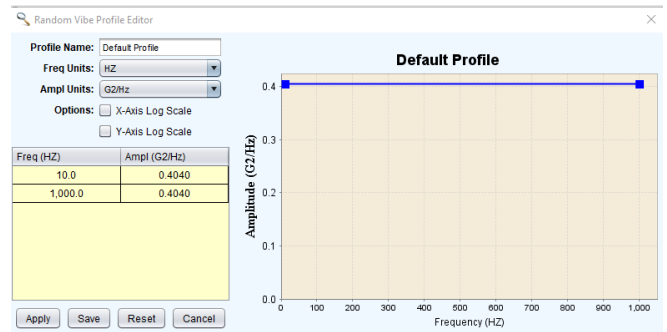 Random Vibe Profile Editor
Profile Name: Default Profile
Freq Units: HZ
Ampl Units: G2/Hz
Options: X-Axis Log Scale
Y-Axis Log Scale
Freq (HZ) Ampl (G2/Hz)
10.0 0.4040
1,000.0 0.4040
Apply Save Reset Cancel
Default Profile
Amplitude (G2/Hz)
0.4
0.3
0.2
0.1
0.0
0 100 200 300 400 500 600 700 800 900 1,000
Frequency (HZ)